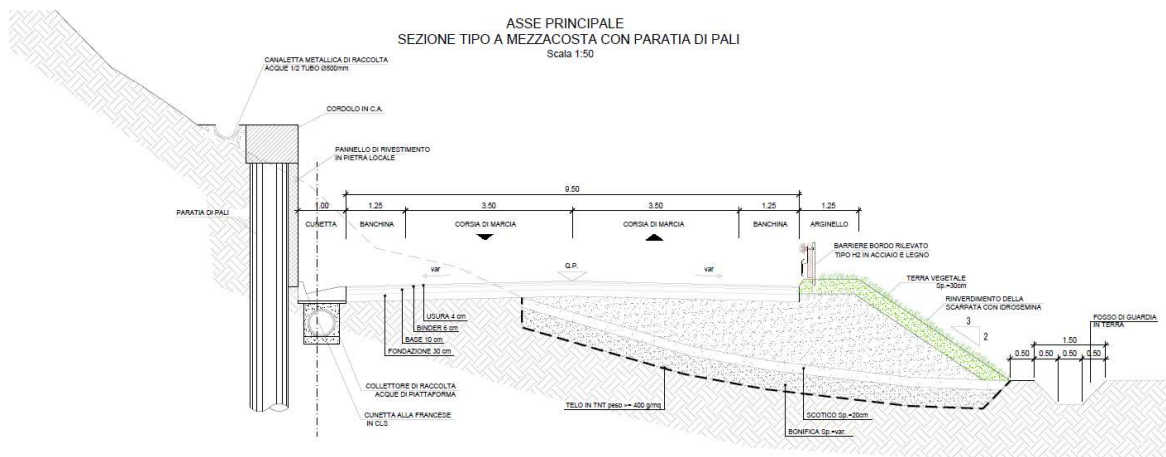 ASSE PRINCIPALE
SEZIONE TIPO A MEZZACOSTA CON PARATIA DI PALI
Scala 1:50
CANALETTA METALLICA DI RACCOLTA
ACQUE 1/2 TUBO Ø500mm
CORDOLO IN C.A.
PANNELLO DI RIVESTIMENTO
IN PIETRA LOCALE
PARATIA DI PALI
9.50
1.00
1.25
3.50
3.50
1.25
1.25
CUNETTA
BANCHINA
CORSIA DI MARCIA
CORSIA DI MARCIA
BANCHINA
ARGINELLO
BARRIERE BORDO RILEVATO
TIPO H2 IN ACCIAIO E LEGNO
var
Q.P.
var
TERRA VEGETALE
Sp.=30cm
RINVERDIMENTO DELLA
SCARPATA CON IDROSEMINA
3
2
FOSSO DI GUARDIA
IN TERRA
1.50
0.50
0.50
0.50
0.50
USURA 4 cm
BINDER 6 cm
BASE 10 cm
FONDAZIONE 30 cm
COLLETTORE DI RACCOLTA
ACQUE DI PIATTAFORMA
CUNETTA ALLA FRANCESE
IN CLS
TELO IN TNT peso >= 400 g/mq
SCOTICO Sp.=20cm
BONIFICA Sp.=var.